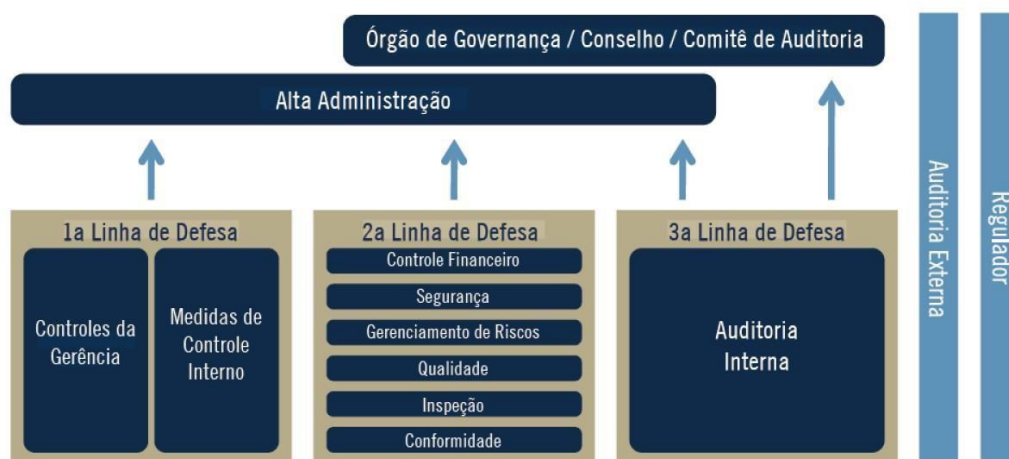 Órgão de Governança / Conselho / Comitê de Auditoria
Alta Administração
1a Linha de Defesa
Controles da
Gerência
Medidas de
Controle
Interno
2a Linha de Defesa
Controle Financeiro
Segurança
Gerenciamento de Riscos
Qualidade
Inspeção
Conformidade
3a Linha de Defesa
Auditoria
Interna
Auditoria Externa
Regulador